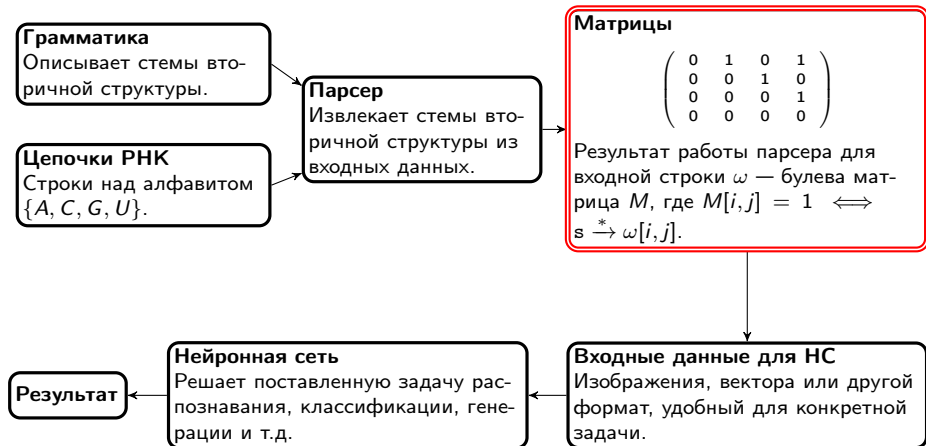 Грамматика
Описывает стемы вто-
ричной структуры.
Цепочки РНК
Строки над алфавитом
{A, C, G, U}.
Парсер
Извлекает стемы вто-
ричной структуры из
входных данных.
Матрицы
0 1 0 1
0 0 1 0
0 0 0 1
0 0 0 0
Результат работы парсера для
входной строки ω — булева мат-
рица M, где M[i, j] = 1 ⟺
s →* ω[i, j].
Входные данные для НС
Изображения, вектора или другой
формат, удобный для конкретной
задачи.
Нейронная сеть
Решает поставленную задачу рас-
познавания, классификации, гене-
рации и т.д.
Результат